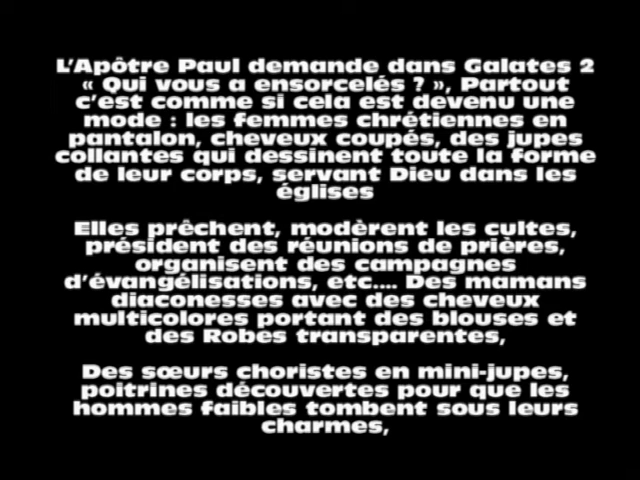 L'Apôtre Paul demande dans Galates 2
« Qui vous a ensorcelés ? », Partout
c'est comme si cela est devenu une
mode : les femmes chrétiennes en
pantalon, cheveux coupés, des jupes
collantes qui dessinent toute la forme
de leur corps, servant Dieu dans les
églises
Elles prêchent, modèrent les cultes,
président des réunions de prières,
organisent des campagnes
d'évangélisations, etc.... Des mamans
diaconesses avec des cheveux
multicolores portant des blouses et
des Robes transparentes,
Des sœurs choristes en mini-jupes,
poitrines découvertes pour que les
hommes faibles tombent sous leurs
charmes,